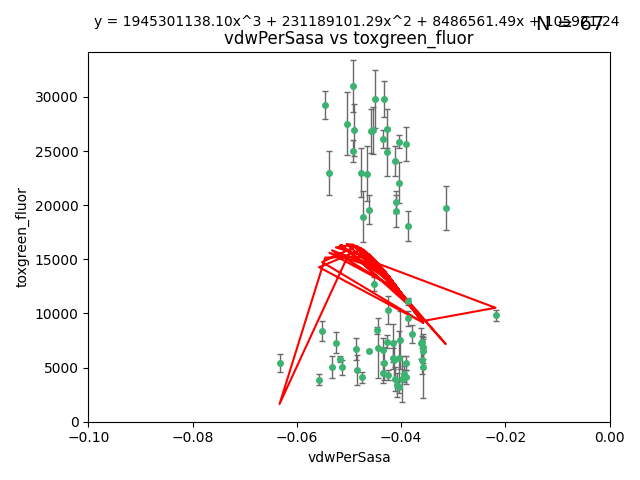 y = 1945301138.10x^3 + 231189101.29x^2 + 8486561.49x +
N = 67
vdwPerSasa vs toxgreen_fluor
30000
25000
20000
15000
10000
5000
0
toxgreen_fluor
−0.10
−0.08
−0.06
−0.04
−0.02
0.00
vdwPerSasa